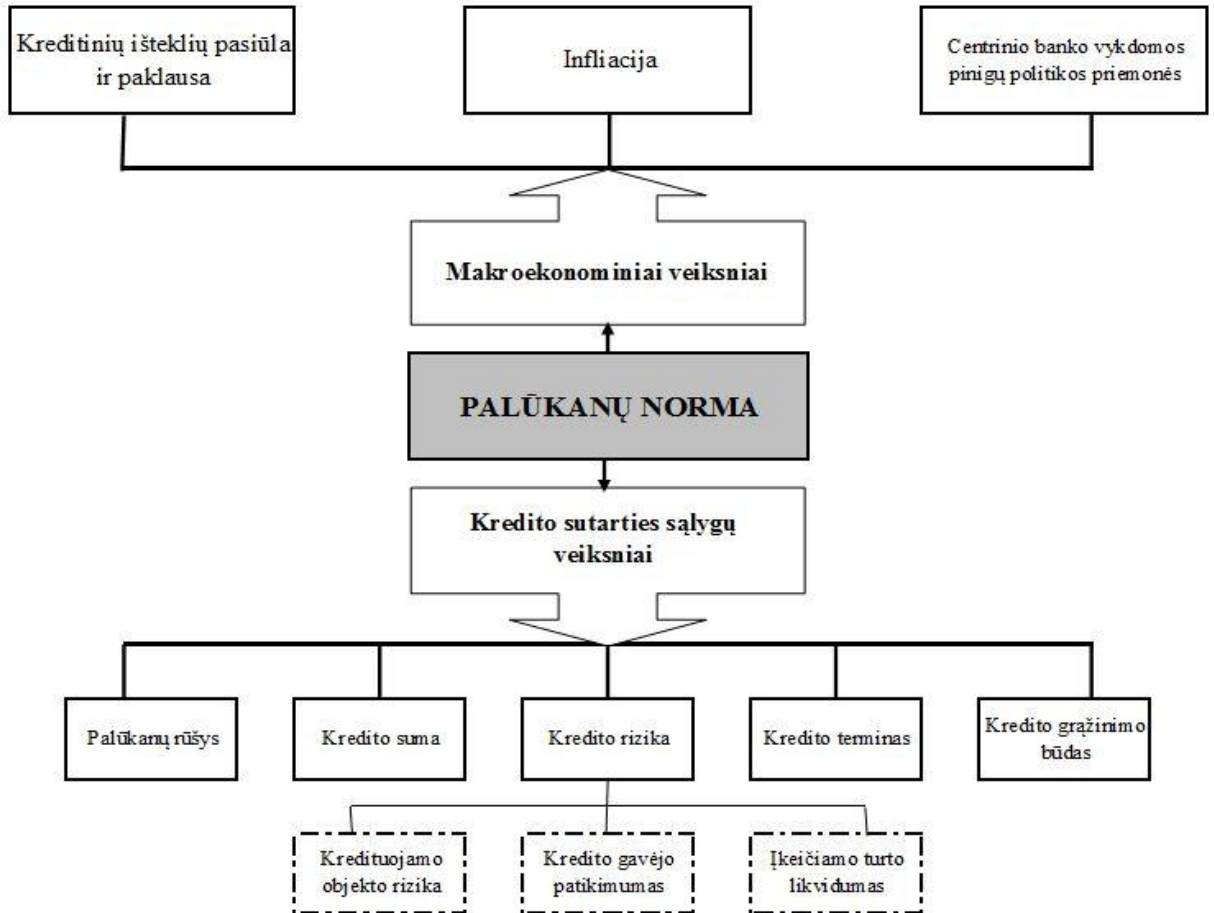 Kreditinių išteklių pasiūla
ir paklausa
Infliacija
Centrinio banko vykdomos
pinigų politikos priemonės
Makroekonominiai veiksniai
PALŪKANŲ NORMA
Kredito sutarties sąlygų
veiksniai
Palūkanų rūšys
Kredito suma
Kredito rizika
Kredito terminas
Kredito grąžinimo
būdas
Kredituojamo
objekto rizika
Kredito gavėjo
patikimumas
Įkeičiamo turto
likvidumas